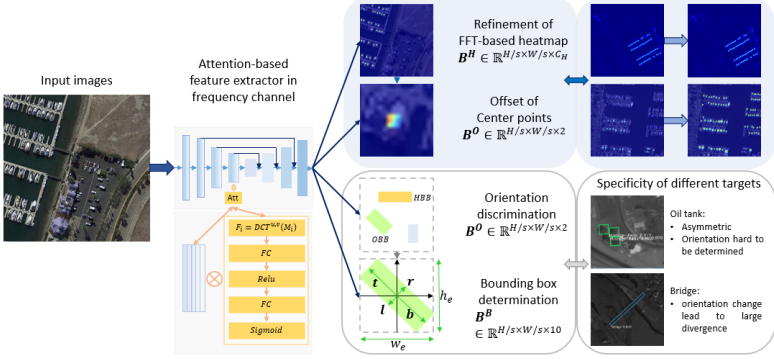 Input images
Attention-based
feature extractor in
frequency channel
Att
F_i = DCT^{u,v}(M_i)
FC
Relu
FC
Sigmoid
Refinement of
FFT-based heatmap
B^H ∈ ℝ^{H/s×W/s×C_H}
Offset of
Center points
B^O ∈ ℝ^{H/s×W/s×2}
HBB
OBB
Orientation
discrimination
B^O ∈ ℝ^{H/s×W/s×2}
t r
l b
h_e
w_e
Bounding box
determination
B^B
∈ ℝ^{H/s×W/s×10}
Specificity of different targets
Oil tank:
• Asymmetric
• Orientation hard to
be determined
Bridge:
• orientation change
lead to large
divergence